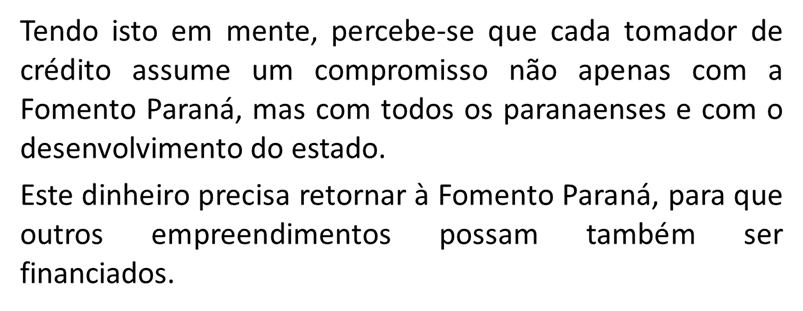 Tendo isto em mente, percebe-se que cada tomador de
crédito assume um compromisso não apenas com a
Fomento Paraná, mas com todos os paranaenses e com o
desenvolvimento do estado.
Este dinheiro precisa retornar à Fomento Paraná, para que
outros empreendimentos possam também ser
financiados.